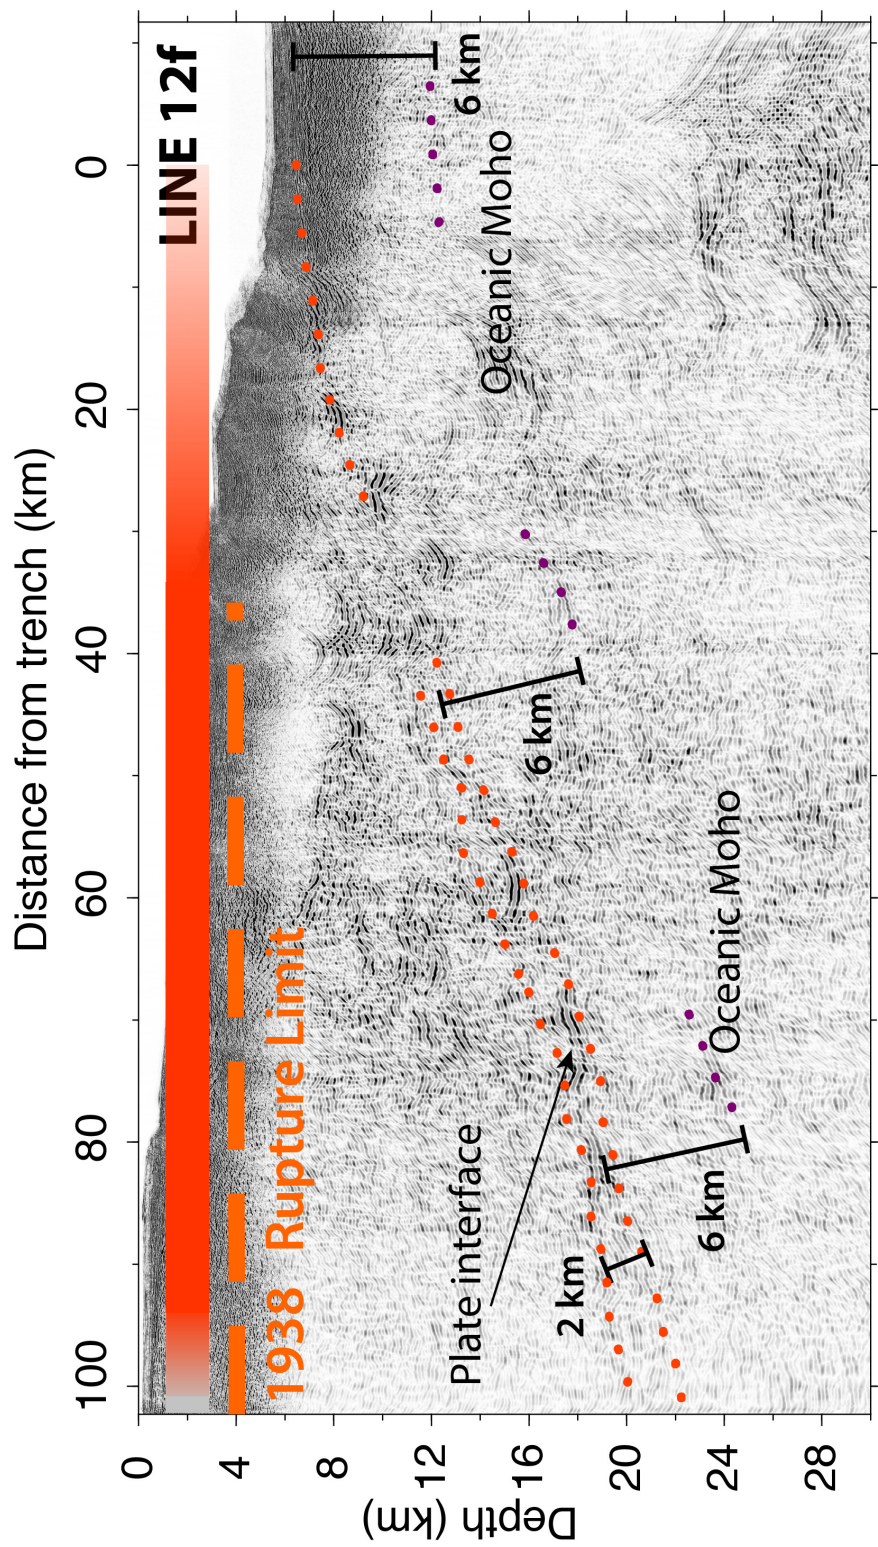 Distance from trench (km)
100
80
60
40
20
0
LINE 12f
Depth (km)
0
4
8
12
16
20
24
28
1938 Rupture Limit
Plate interface
2 km
6 km
6 km
6 km
Oceanic Moho
Oceanic Moho